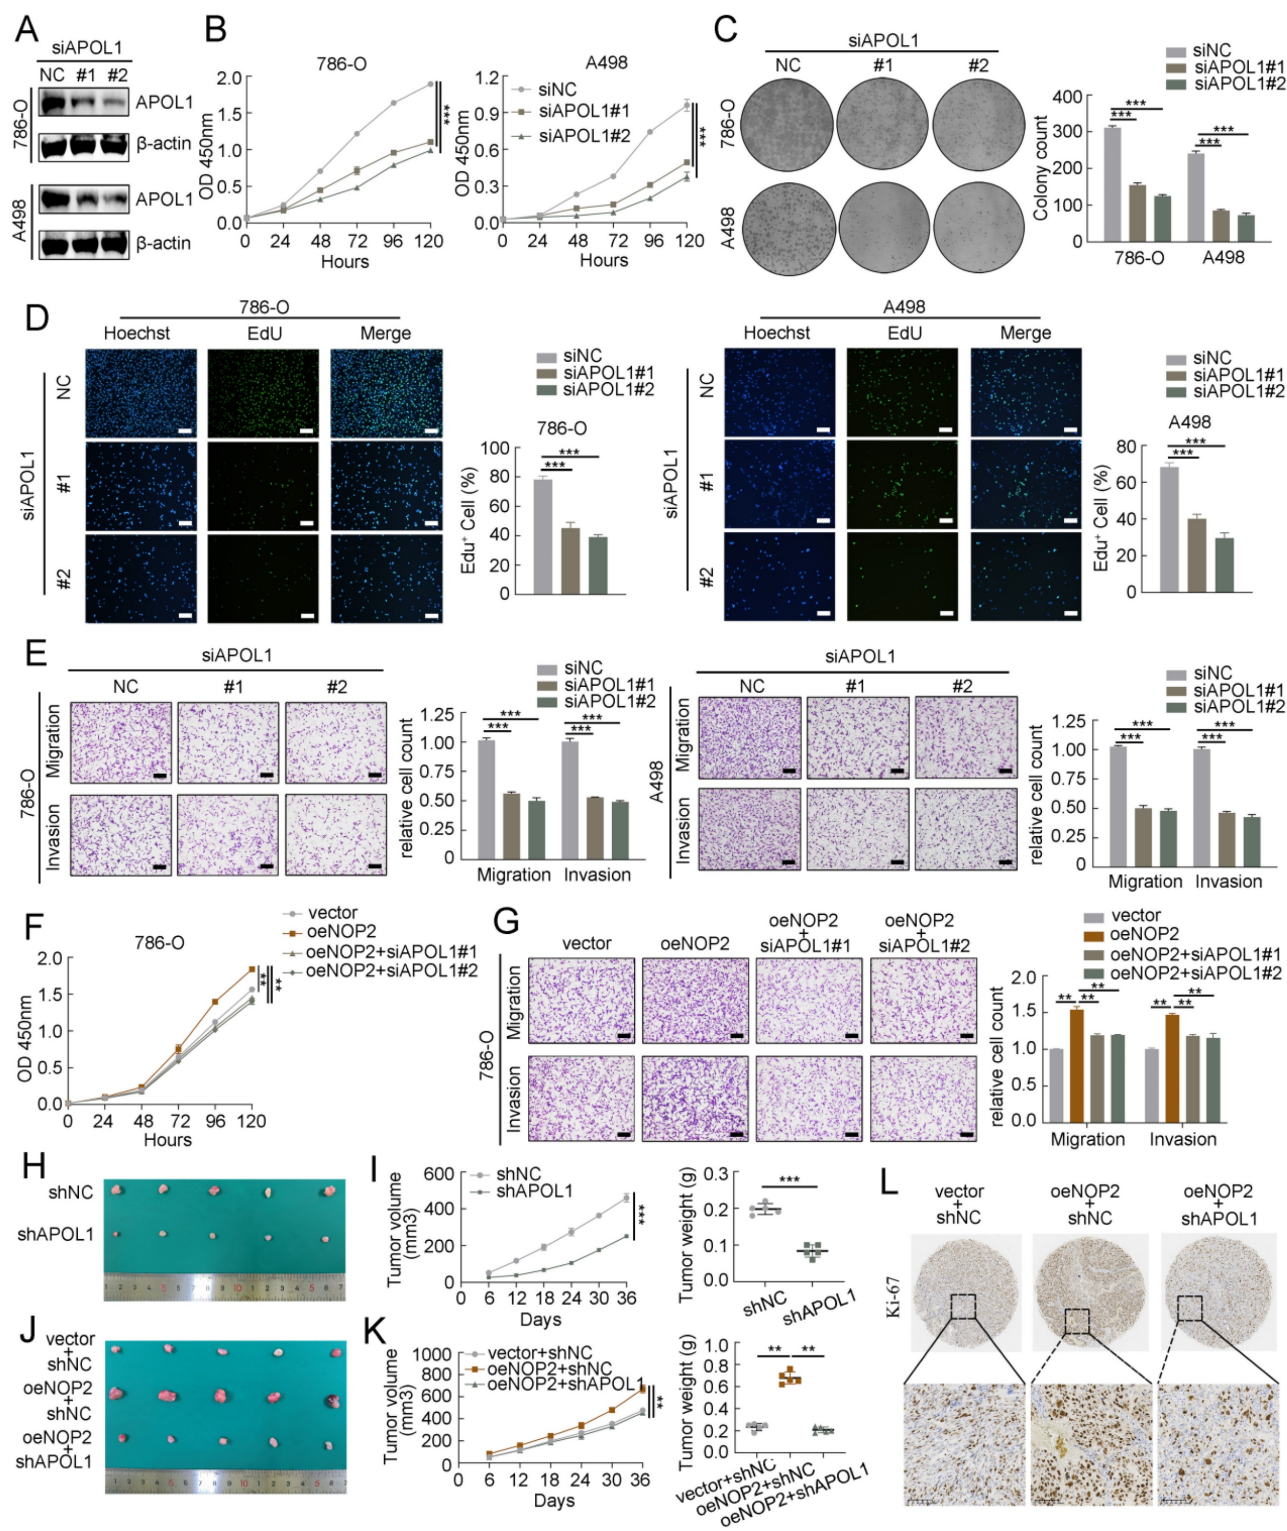 A
siAPOL1
NC #1 #2
786-O
APOL1
β-actin
A498
APOL1
β-actin
B
786-O
OD 450nm
2.0
1.5
1.0
0.5
0.0
0 24 48 72 96 120
Hours
***
A498
OD 450nm
1.2
0.9
0.6
0.3
0.0
0 24 48 72 96 120
Hours
siNC
siAPOL1#1
siAPOL1#2
***
C
siAPOL1
NC #1 #2
786-O
A498
siNC
siAPOL1#1
siAPOL1#2
Colony count
400
300
200
100
0
*** *** *** ***
786-O A498
D
786-O
Hoechst EdU Merge
siAPOL1
NC
#1
#2
siNC
siAPOL1#1
siAPOL1#2
786-O
Edu⁺ Cell (%)
100
80
60
40
20
0
***
***
A498
Hoechst EdU Merge
siAPOL1
NC
#1
#2
siNC
siAPOL1#1
siAPOL1#2
A498
Edu⁺ Cell (%)
80
60
40
20
0
***
***
E
siAPOL1
NC #1 #2
786-O
Migration
Invasion
siNC
siAPOL1#1
siAPOL1#2
relative cell count
1.25
1.00
0.75
0.50
0.25
0
*** *** *** ***
Migration Invasion
siAPOL1
NC #1 #2
A498
Migration
Invasion
siNC
siAPOL1#1
siAPOL1#2
relative cell count
1.25
1.00
0.75
0.50
0.25
0
*** *** *** ***
Migration Invasion
F
786-O
vector
oeNOP2
oeNOP2+siAPOL1#1
oeNOP2+siAPOL1#2
OD 450nm
2.0
1.5
1.0
0.5
0.0
0 24 48 72 96 120
Hours
** **
G
vector
oeNOP2
oeNOP2
+
siAPOL1#1
oeNOP2
+
siAPOL1#2
786-O
Migration
Invasion
vector
oeNOP2
oeNOP2+siAPOL1#1
oeNOP2+siAPOL1#2
relative cell count
2.0
1.5
1.0
0.5
0.0
** ** ** ** ** **
Migration Invasion
H
shNC
shAPOL1
I
Tumor volume
(mm3)
600
400
200
0
0 6 12 18 24 30 36
Days
shNC
shAPOL1
***
Tumor weight (g)
0.3
0.2
0.1
0.0
***
shNC
shAPOL1
J
vector
+
shNC
oeNOP2
+
shNC
oeNOP2
+
shAPOL1
K
Tumor volume
(mm3)
1000
800
600
400
200
0
0 6 12 18 24 30 36
Days
vector+shNC
oeNOP2+shNC
oeNOP2+shAPOL1
**
Tumor weight (g)
1.0
0.8
0.6
0.4
0.2
0.0
** **
vector+shNC
oeNOP2+shNC
oeNOP2+shAPOL1
L
vector
+
shNC
oeNOP2
+
shNC
oeNOP2
+
shAPOL1
Ki-67